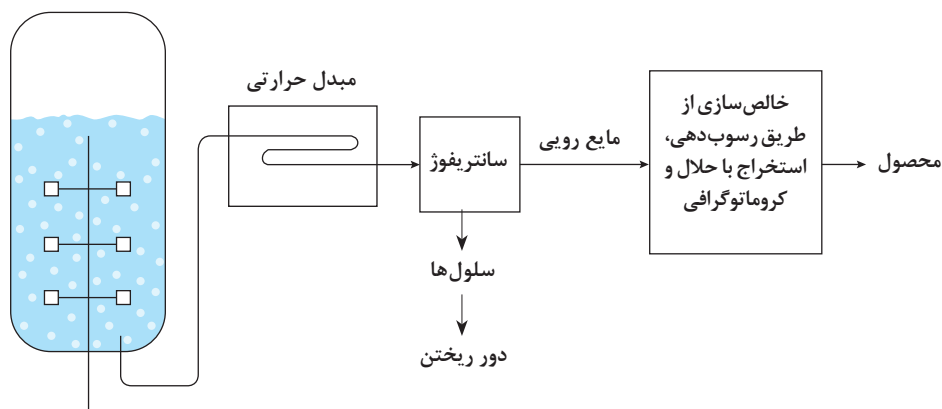 مبدل حرارتی
سانتریفوژ
مایع رویی
خالص‌سازی از
طریق رسوب‌دهی،
استخراج با حلال و
کروماتوگرافی
محصول
سلول‌ها
دور ریختن